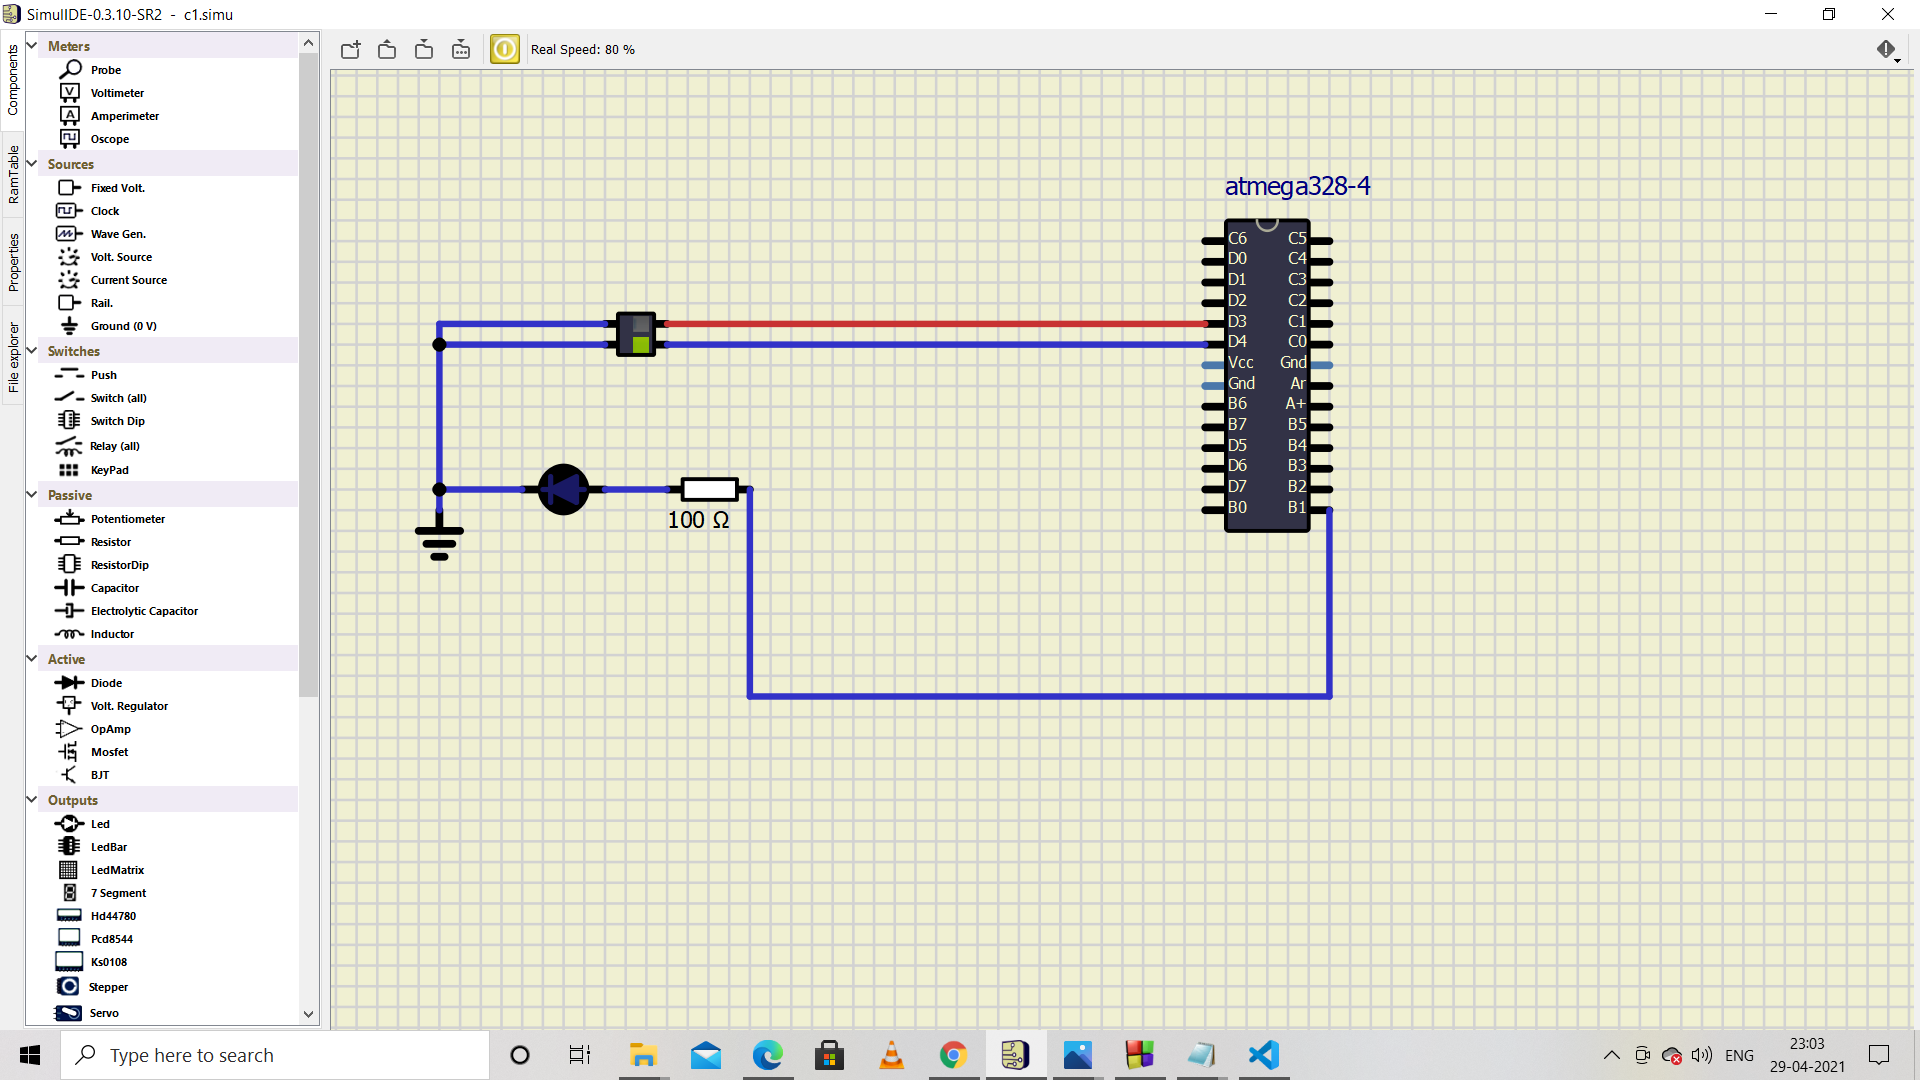 SimulIDE-0.3.10-SR2 - c1.simu
Real Speed: 80 %
Components
RamTable
Properties
File explorer
Meters
Probe
Voltimeter
Amperimeter
Oscope
Sources
Fixed Volt.
Clock
Wave Gen.
Volt. Source
Current Source
Rail.
Ground (0 V)
Switches
Push
Switch (all)
Switch Dip
Relay (all)
KeyPad
Passive
Potentiometer
Resistor
ResistorDip
Capacitor
Electrolytic Capacitor
Inductor
Active
Diode
Volt. Regulator
OpAmp
Mosfet
BJT
Outputs
Led
LedBar
LedMatrix
7 Segment
Hd44780
Pcd8544
Ks0108
Stepper
Servo
atmega328-4
C6 C5
D0 C4
D1 C3
D2 C2
D3 C1
D4 C0
Vcc Gnd
Gnd Ar
B6 A+
B7 B5
D5 B4
D6 B3
D7 B2
B0 B1
100 Ω
Type here to search
ENG
23:03
29-04-2021